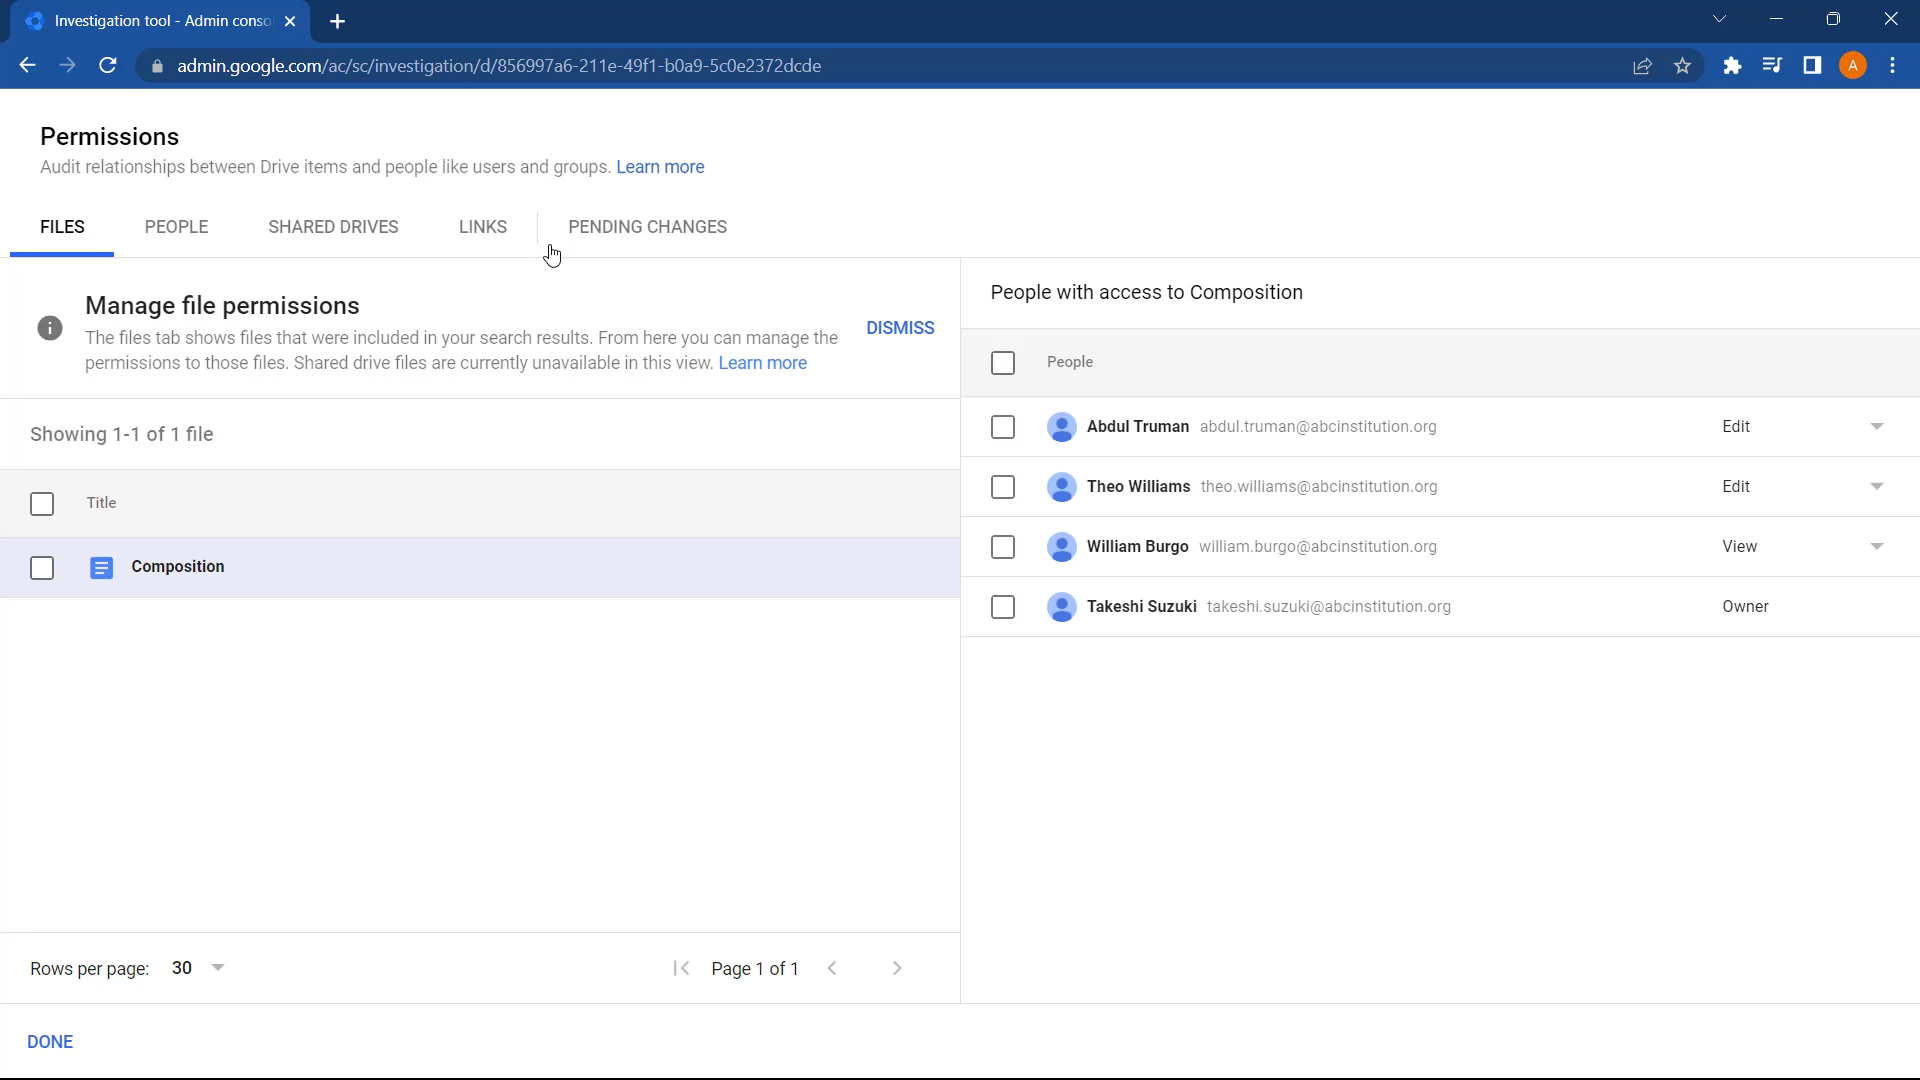 Investigation tool - Admin conso
admin.google.com/ac/sc/investigation/d/856997a6-211e-49f1-b0a9-5c0e2372dcde
A
Permissions
Audit relationships between Drive items and people like users and groups. Learn more
FILES PEOPLE SHARED DRIVES LINKS PENDING CHANGES
Manage file permissions
The files tab shows files that were included in your search results. From here you can manage the
permissions to those files. Shared drive files are currently unavailable in this view. Learn more
DISMISS
Showing 1-1 of 1 file
Title
Composition
Rows per page: 30
Page 1 of 1
People with access to Composition
People
Abdul Truman abdul.truman@abcinstitution.org Edit
Theo Williams theo.williams@abcinstitution.org Edit
William Burgo william.burgo@abcinstitution.org View
Takeshi Suzuki takeshi.suzuki@abcinstitution.org Owner
DONE